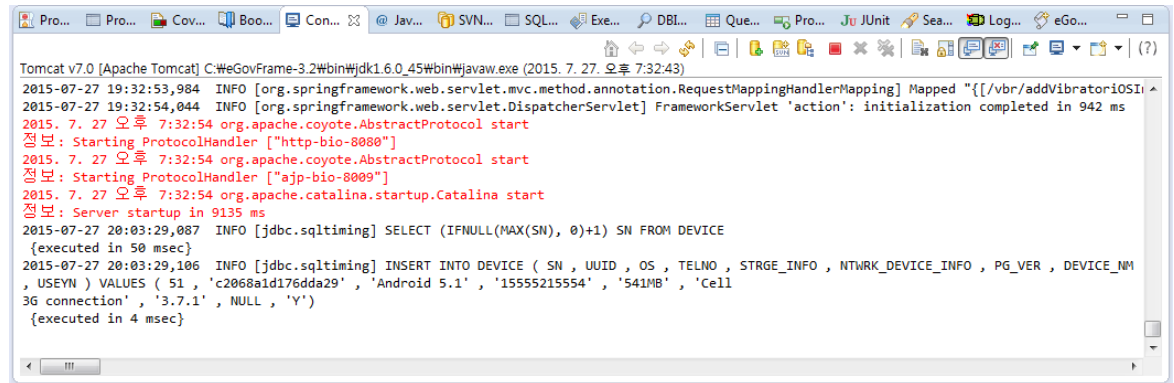 Pro... Pro... Cov... Boo... Con... @ Jav... SVN... SQL... Exe... DBI... Que... Pro... Ju JUnit Sea... Log... eGo...
(?)
Tomcat v7.0 [Apache Tomcat] C:₩eGovFrame-3.2₩bin₩jdk1.6.0_45₩bin₩javaw.exe (2015. 7. 27. 오후 7:32:43)
2015-07-27 19:32:53,984 INFO [org.springframework.web.servlet.mvc.method.annotation.RequestMappingHandlerMapping] Mapped "{[/vbr/addVibratoriOSI
2015-07-27 19:32:54,044 INFO [org.springframework.web.servlet.DispatcherServlet] FrameworkServlet 'action': initialization completed in 942 ms
2015. 7. 27 오후 7:32:54 org.apache.coyote.AbstractProtocol start
정보: Starting ProtocolHandler ["http-bio-8080"]
2015. 7. 27 오후 7:32:54 org.apache.coyote.AbstractProtocol start
정보: Starting ProtocolHandler ["ajp-bio-8009"]
2015. 7. 27 오후 7:32:54 org.apache.catalina.startup.Catalina start
정보: Server startup in 9135 ms
2015-07-27 20:03:29,087 INFO [jdbc.sqltiming] SELECT (IFNULL(MAX(SN), 0)+1) SN FROM DEVICE
{executed in 50 msec}
2015-07-27 20:03:29,106 INFO [jdbc.sqltiming] INSERT INTO DEVICE ( SN , UUID , OS , TELNO , STRGE_INFO , NTWRK_DEVICE_INFO , PG_VER , DEVICE_NM
, USEYN ) VALUES ( 51 , 'c2068a1d176dda29' , 'Android 5.1' , '15555215554' , '541MB' , 'Cell
3G connection' , '3.7.1' , NULL , 'Y')
{executed in 4 msec}